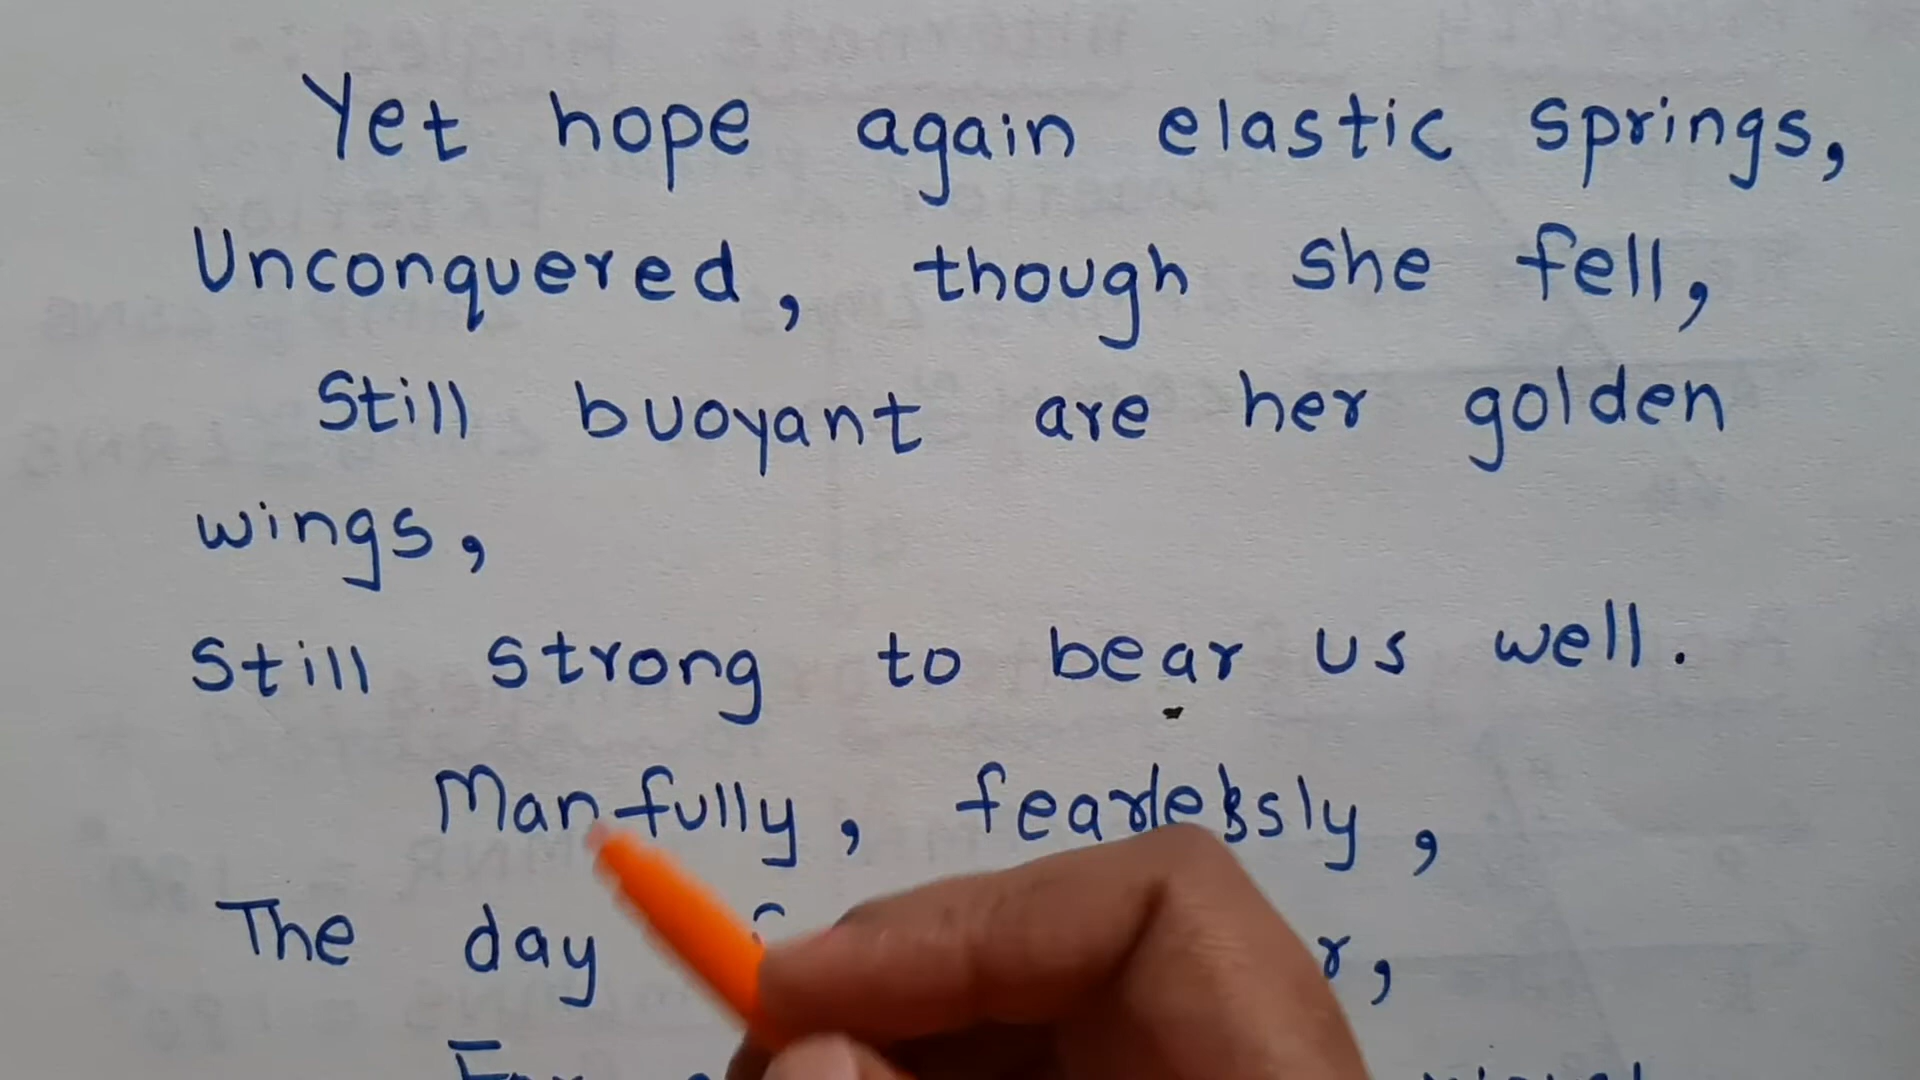 Yet hope again elastic springs,
Unconquered, though she fell,
Still buoyant are her golden
wings,
Still strong to bear us well.
Manfully, fearlessly,
The day